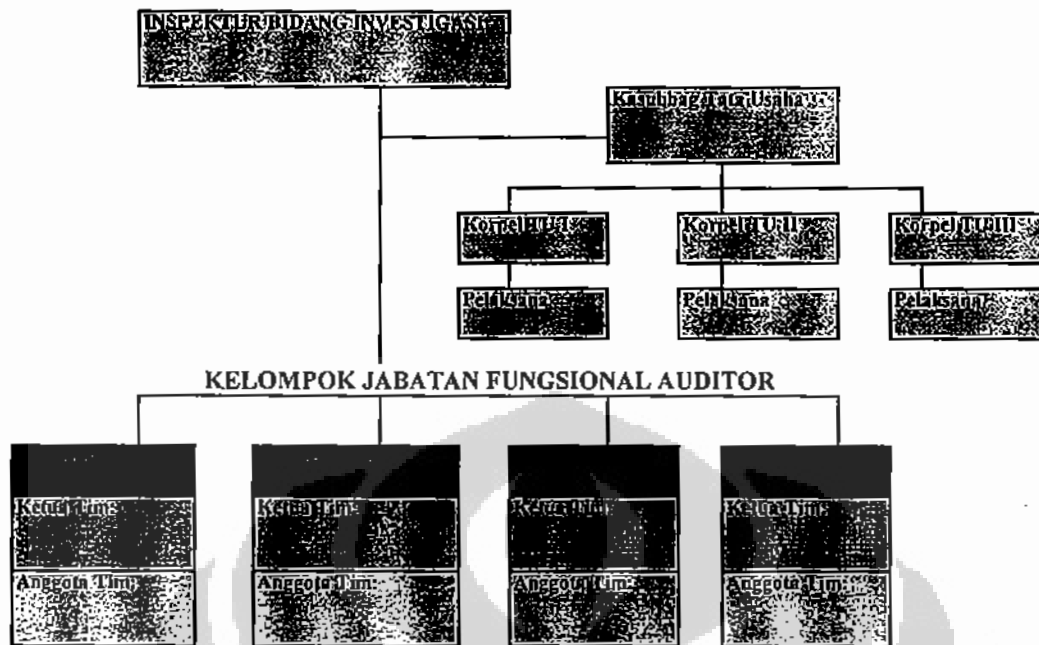 INSPEKTUR BIDANG INVESTIGASI
Kasubbag Tata Usaha
Korpel TU I
Korpel TU II
Korpel TU III
Pelaksana
Pelaksana
Pelaksana
KELOMPOK JABATAN FUNGSIONAL AUDITOR
Ketua Tim
Ketua Tim
Ketua Tim
Ketua Tim
Anggota Tim
Anggota Tim
Anggota Tim
Anggota Tim